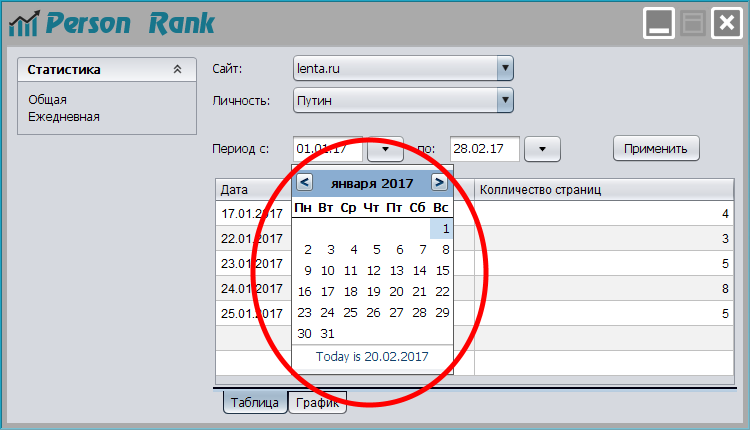 Person Rank
Статистика
Общая
Ежедневная
Сайт: lenta.ru
Личность: Путин
Период с: 01.01.17 по: 28.02.17 Применить
января 2017
Пн Вт Ср Чт Пт Сб Вс
1
2 3 4 5 6 7 8
9 10 11 12 13 14 15
16 17 18 19 20 21 22
23 24 25 26 27 28 29
30 31
Today is 20.02.2017
Дата Колличество страниц
17.01.2017 4
22.01.2017 3
23.01.2017 5
24.01.2017 8
25.01.2017 5
Таблица График